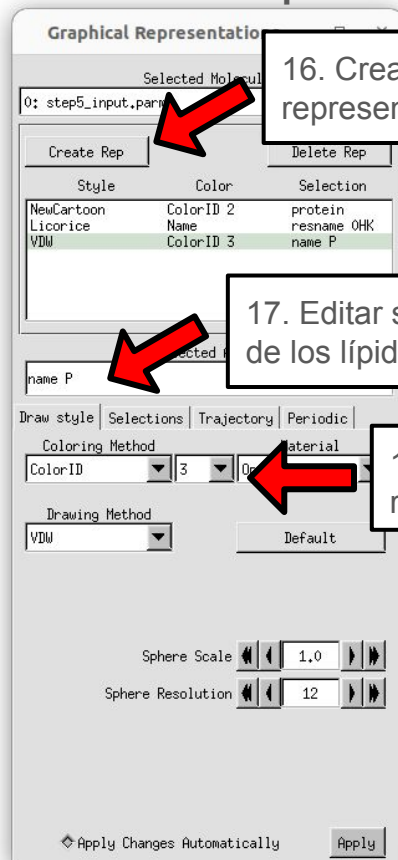 Graphical Representation
Selected Molecul
0: step5_input.parm
16. Crea
represen
Create Rep
Delete Rep
Style Color Selection
NewCartoon ColorID 2 protein
Licorice Name resname OHK
VDW ColorID 3 name P
17. Editar s
de los lípid
name P
Draw style Selections Trajectory Periodic
Coloring Method Material
ColorID 3
Drawing Method
VDW
Default
Sphere Scale 1.0
Sphere Resolution 12
Apply Changes Automatically Apply